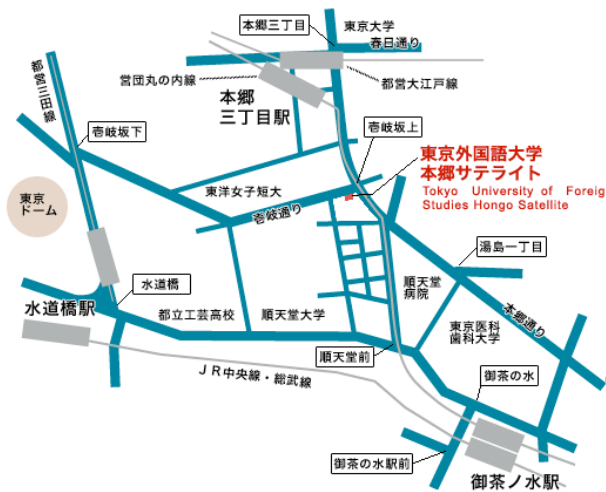 本郷三丁目
東京大学
春日通り
都営三田線
営団丸の内線
都営大江戸線
本郷
三丁目駅
壱岐坂下
壱岐坂上
東京外国語大学
本郷サテライト
Tokyo University of Foreig
Studies Hongo Satellite
東洋女子短大
東京
ドーム
壱岐通り
湯島一丁目
水道橋
順天堂
病院
水道橋駅
都立工芸高校
順天堂大学
本郷通り
東京医科
歯科大学
順天堂前
JR中央線・総武線
御茶の水
御茶の水駅前
御茶ノ水駅